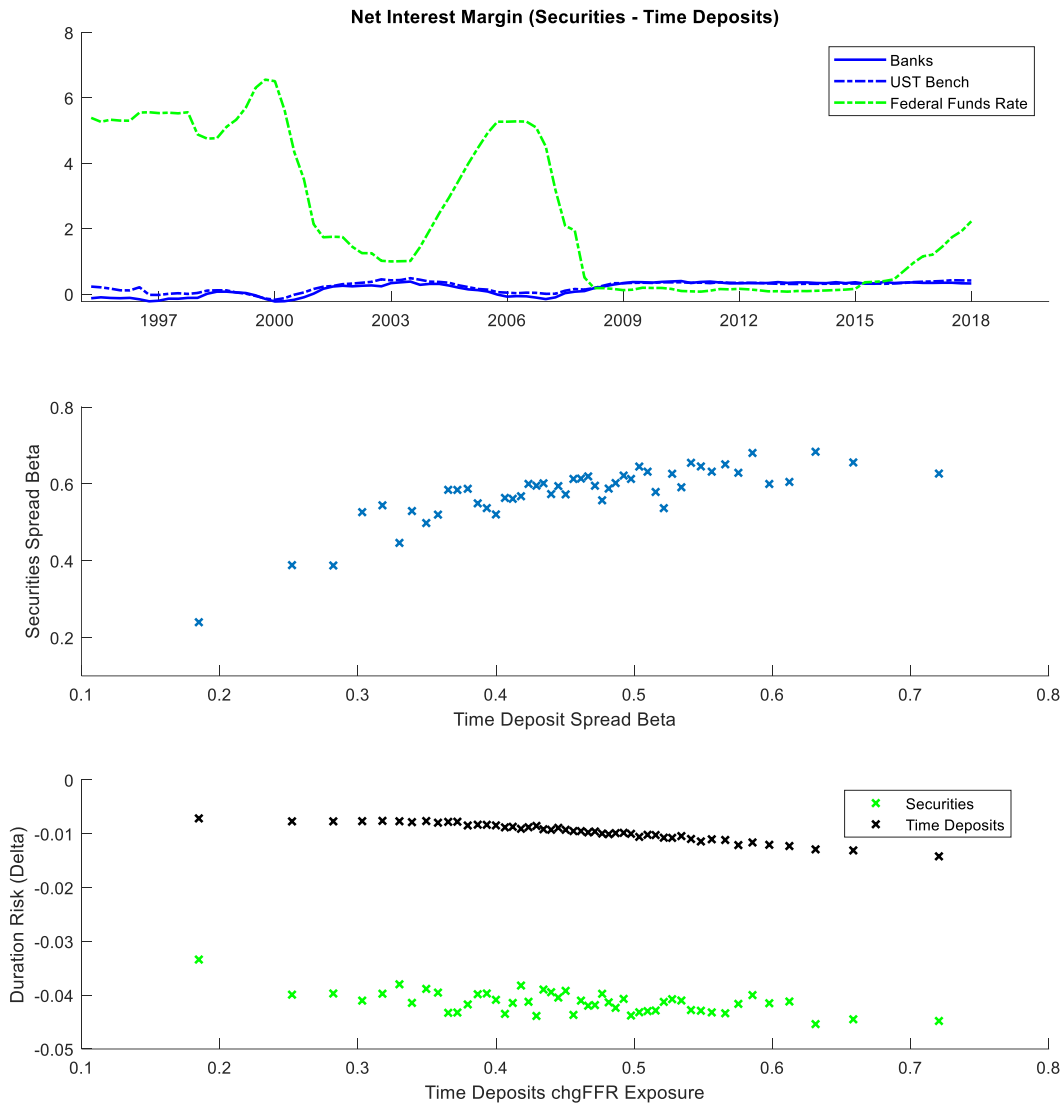 Net Interest Margin (Securities - Time Deposits)
8
6
4
2
0
Banks
UST Bench
Federal Funds Rate
1997 2000 2003 2006 2009 2012 2015 2018
Securities Spread Beta
0.8
0.6
0.4
0.2
0.1 0.2 0.3 0.4 0.5 0.6 0.7 0.8
Time Deposit Spread Beta
Duration Risk (Delta)
0
-0.01
-0.02
-0.03
-0.04
-0.05
Securities
Time Deposits
0.1 0.2 0.3 0.4 0.5 0.6 0.7 0.8
Time Deposits chgFFR Exposure